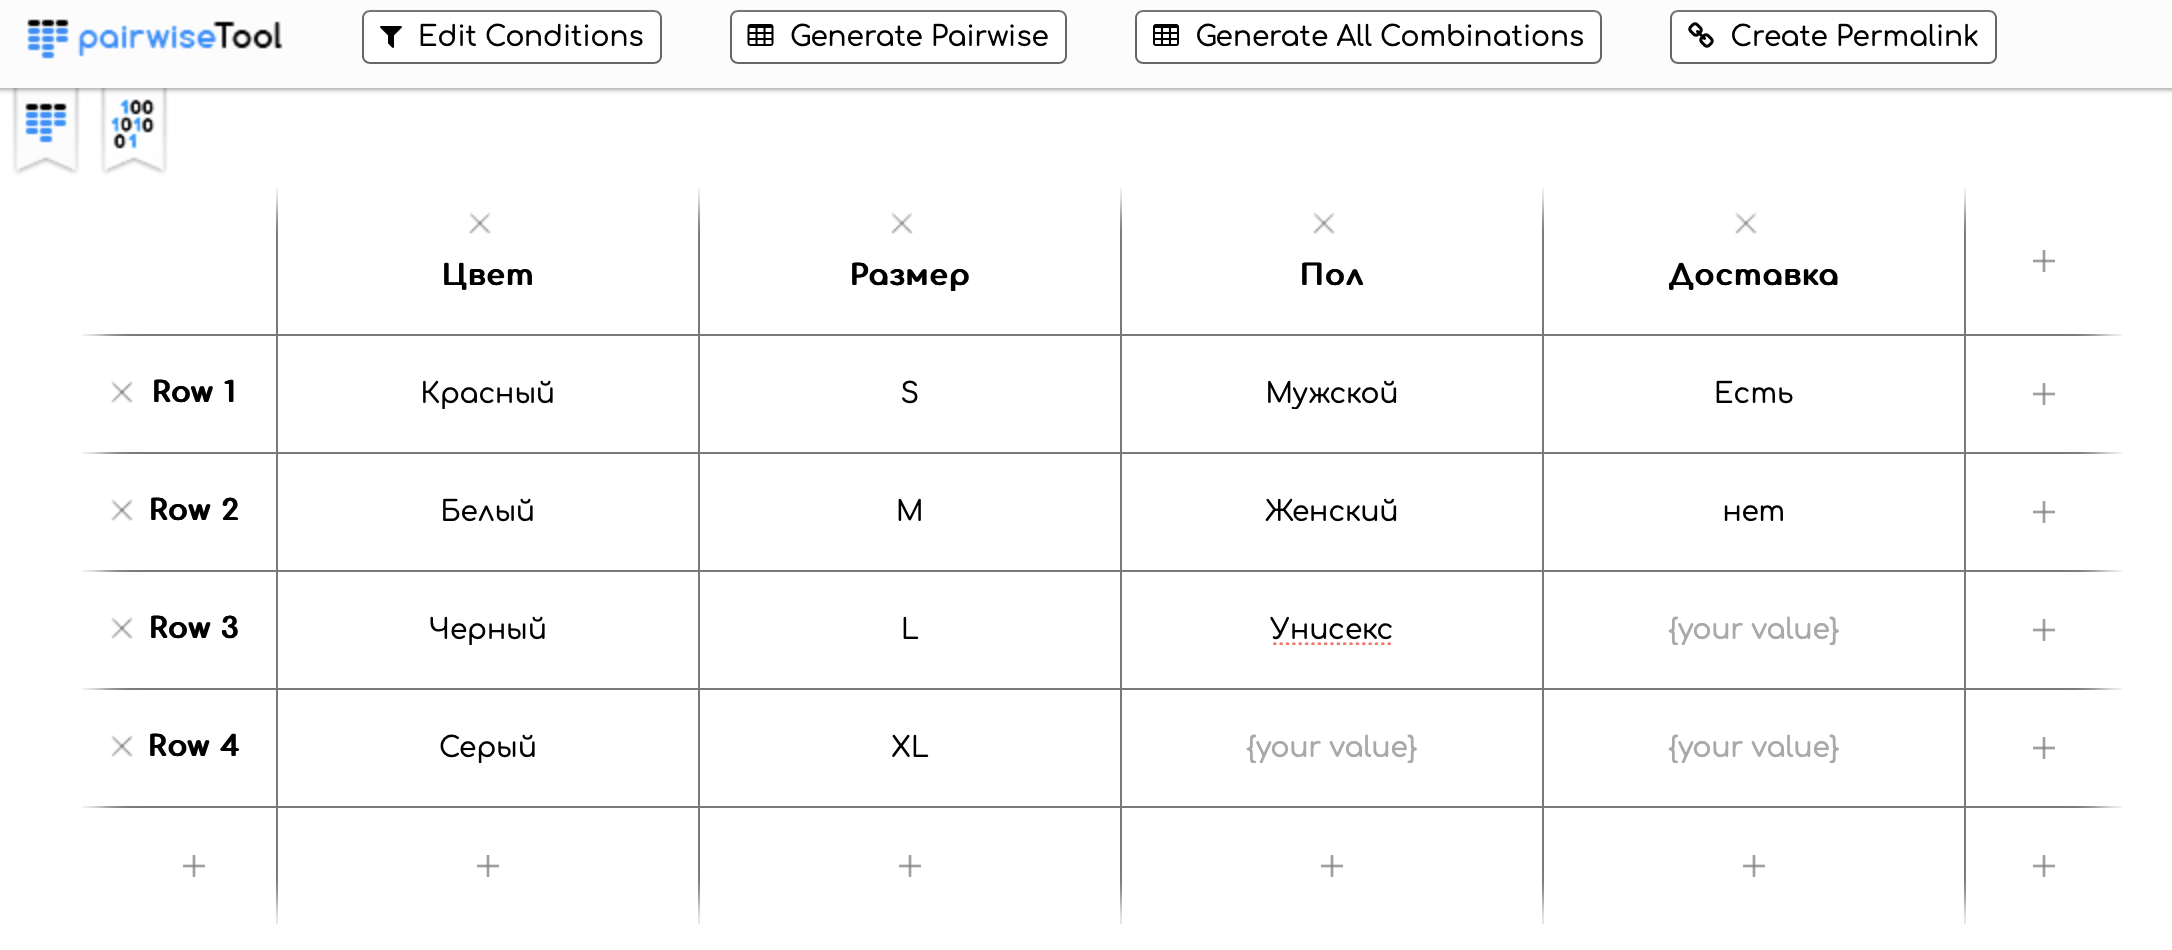 pairwiseTool Edit Conditions Generate Pairwise Generate All Combinations Create Permalink
100
1010
01
Цвет Размер Пол Доставка
Row 1 Красный S Мужской Есть
Row 2 Белый M Женский нет
Row 3 Черный L Унисекс {your value}
Row 4 Серый XL {your value} {your value}